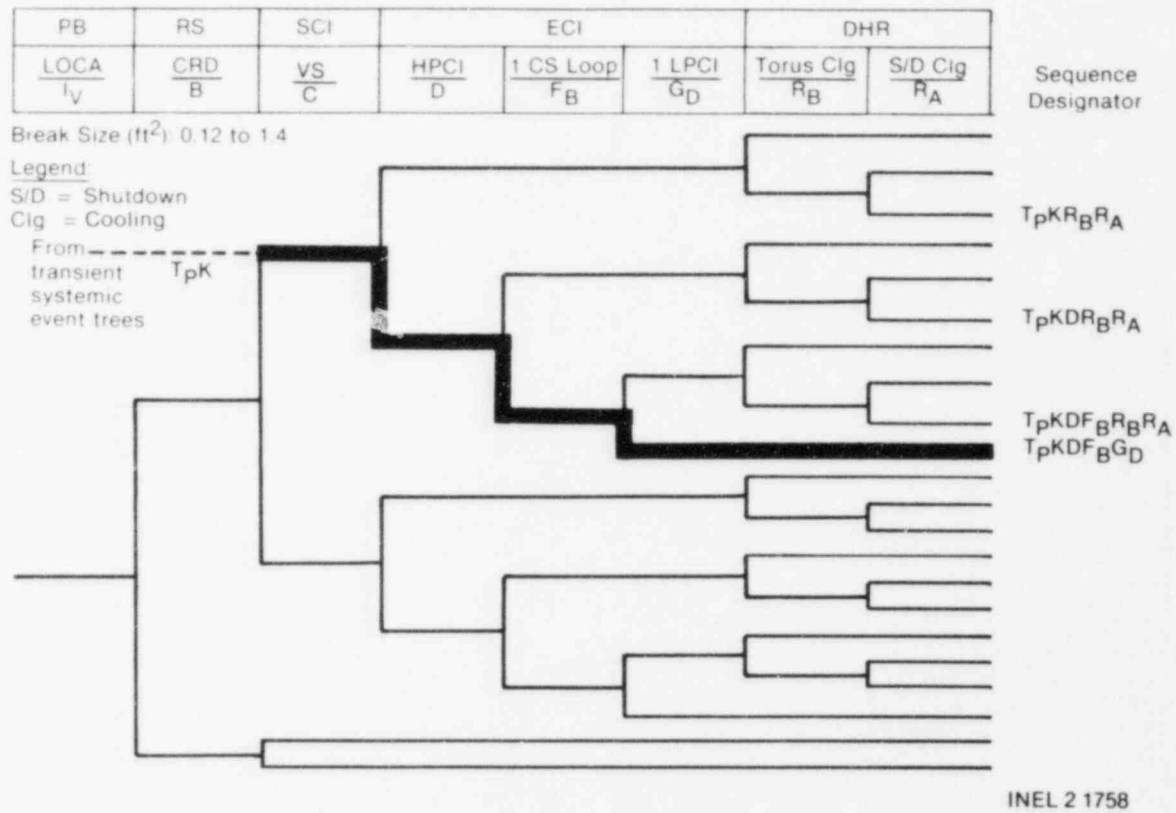 PB RS SCI ECI DHR
LOCA CRD VS HPCI 1 CS Loop 1 LPCI Torus Clg S/D Clg
I_V B C D F_B G_D R_B R_A
Sequence
Designator
Break Size (ft²): 0.12 to 1.4
Legend:
S/D = Shutdown
Clg = Cooling
From
transient
systemic
event trees
T_PK
T_PKR_BR_A
T_PKDR_BR_A
T_PKDF_BR_BR_A
T_PKDF_BG_D
INEL 2 1758